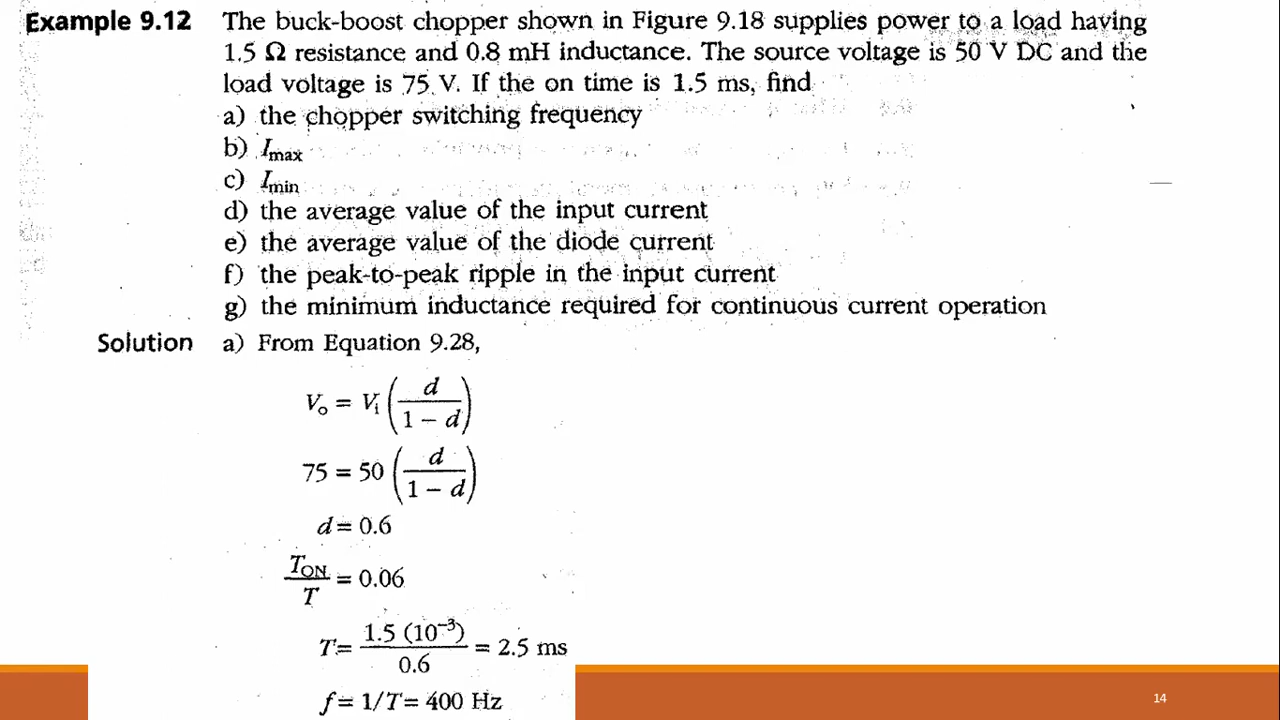 Example 9.12 The buck-boost chopper shown in Figure 9.18 supplies power to a load having
1.5 Ω resistance and 0.8 mH inductance. The source voltage is 50 V DC and the
load voltage is 75 V. If the on time is 1.5 ms, find
a) the chopper switching frequency
b) Imax
c) Imin
d) the average value of the input current
e) the average value of the diode current
f) the peak-to-peak ripple in the input current
g) the minimum inductance required for continuous current operation
Solution a) From Equation 9.28,
Vo = Vi (d / 1 − d)
75 = 50 (d / 1 − d)
d = 0.6
TON / T = 0.06
T = 1.5 (10⁻³) / 0.6 = 2.5 ms
f = 1/T = 400 Hz
14